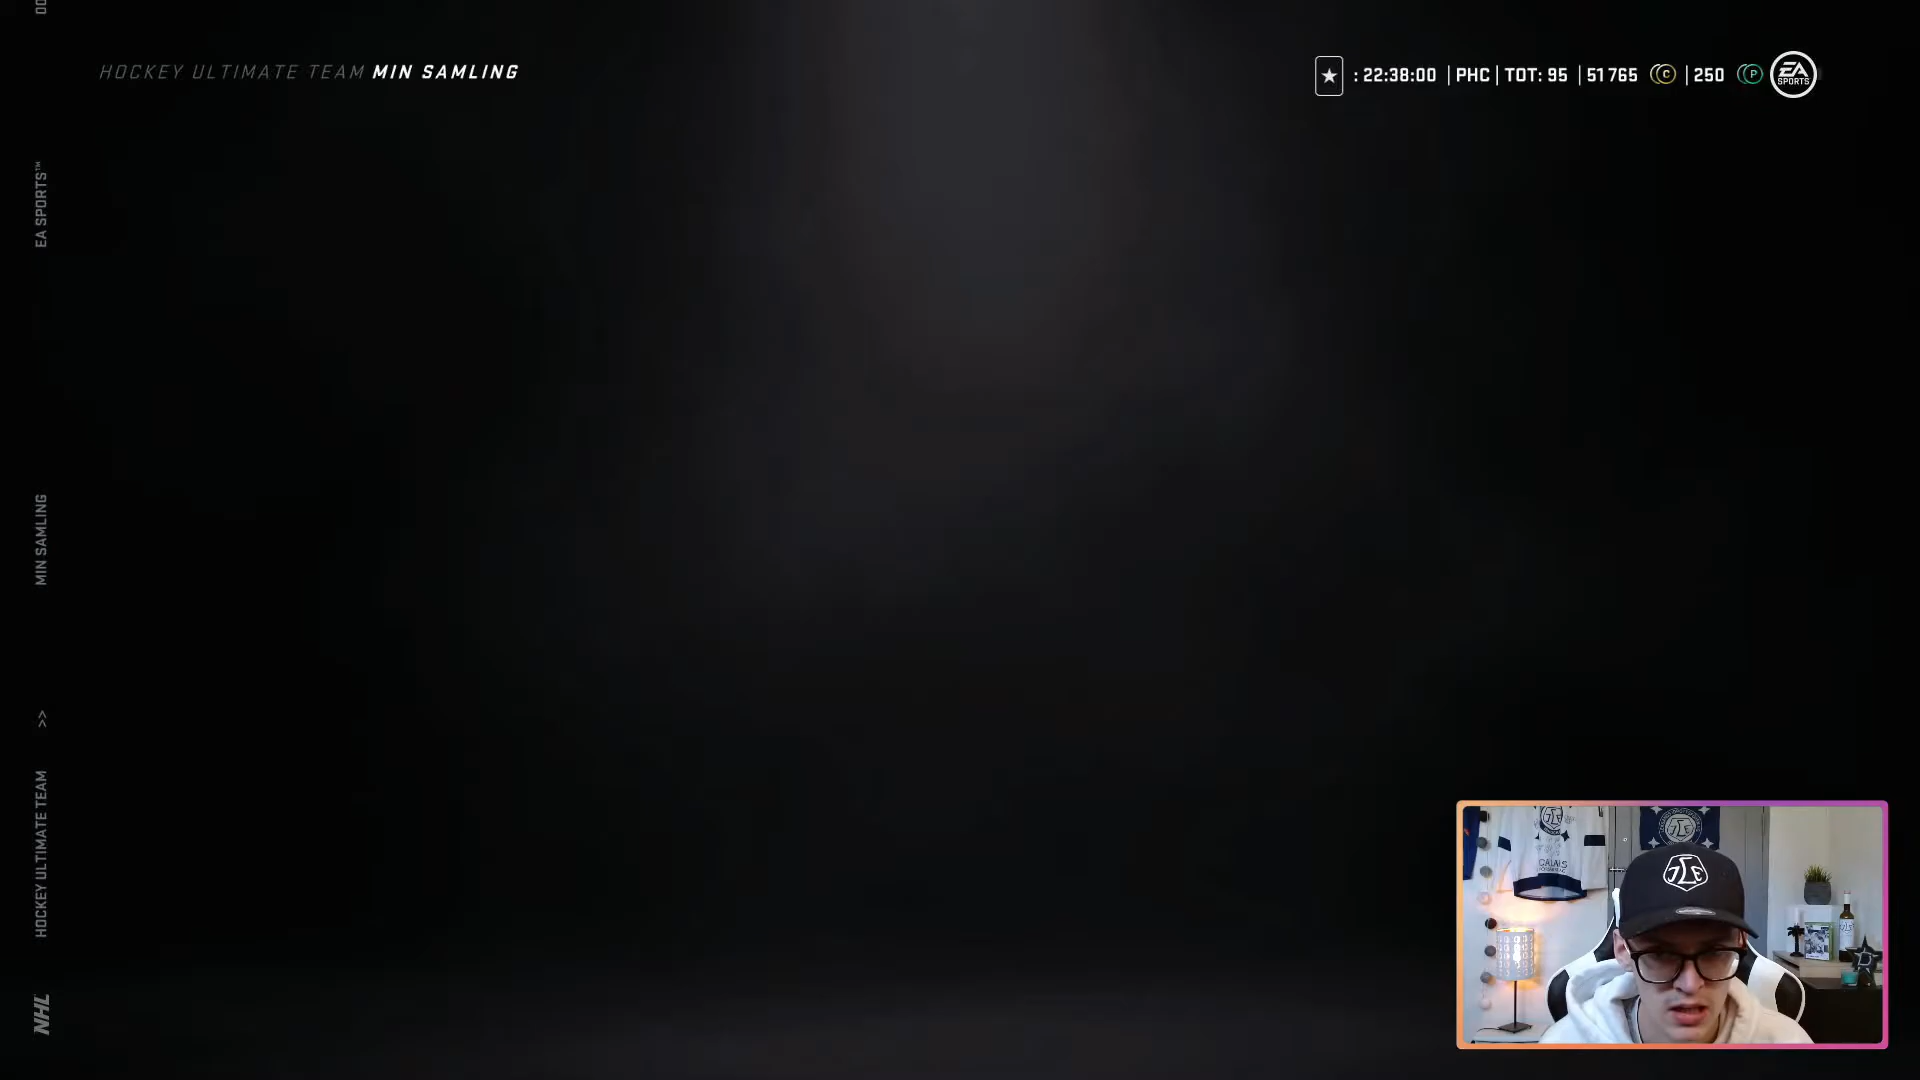 HOCKEY ULTIMATE TEAM MIN SAMLING
: 22:38:00 | PHC | TOT: 95 | 51 765 C | 250 P
EA SPORTS
EA SPORTS™
MIN SAMLING
>>
HOCKEY ULTIMATE TEAM
NHL
CALAIS